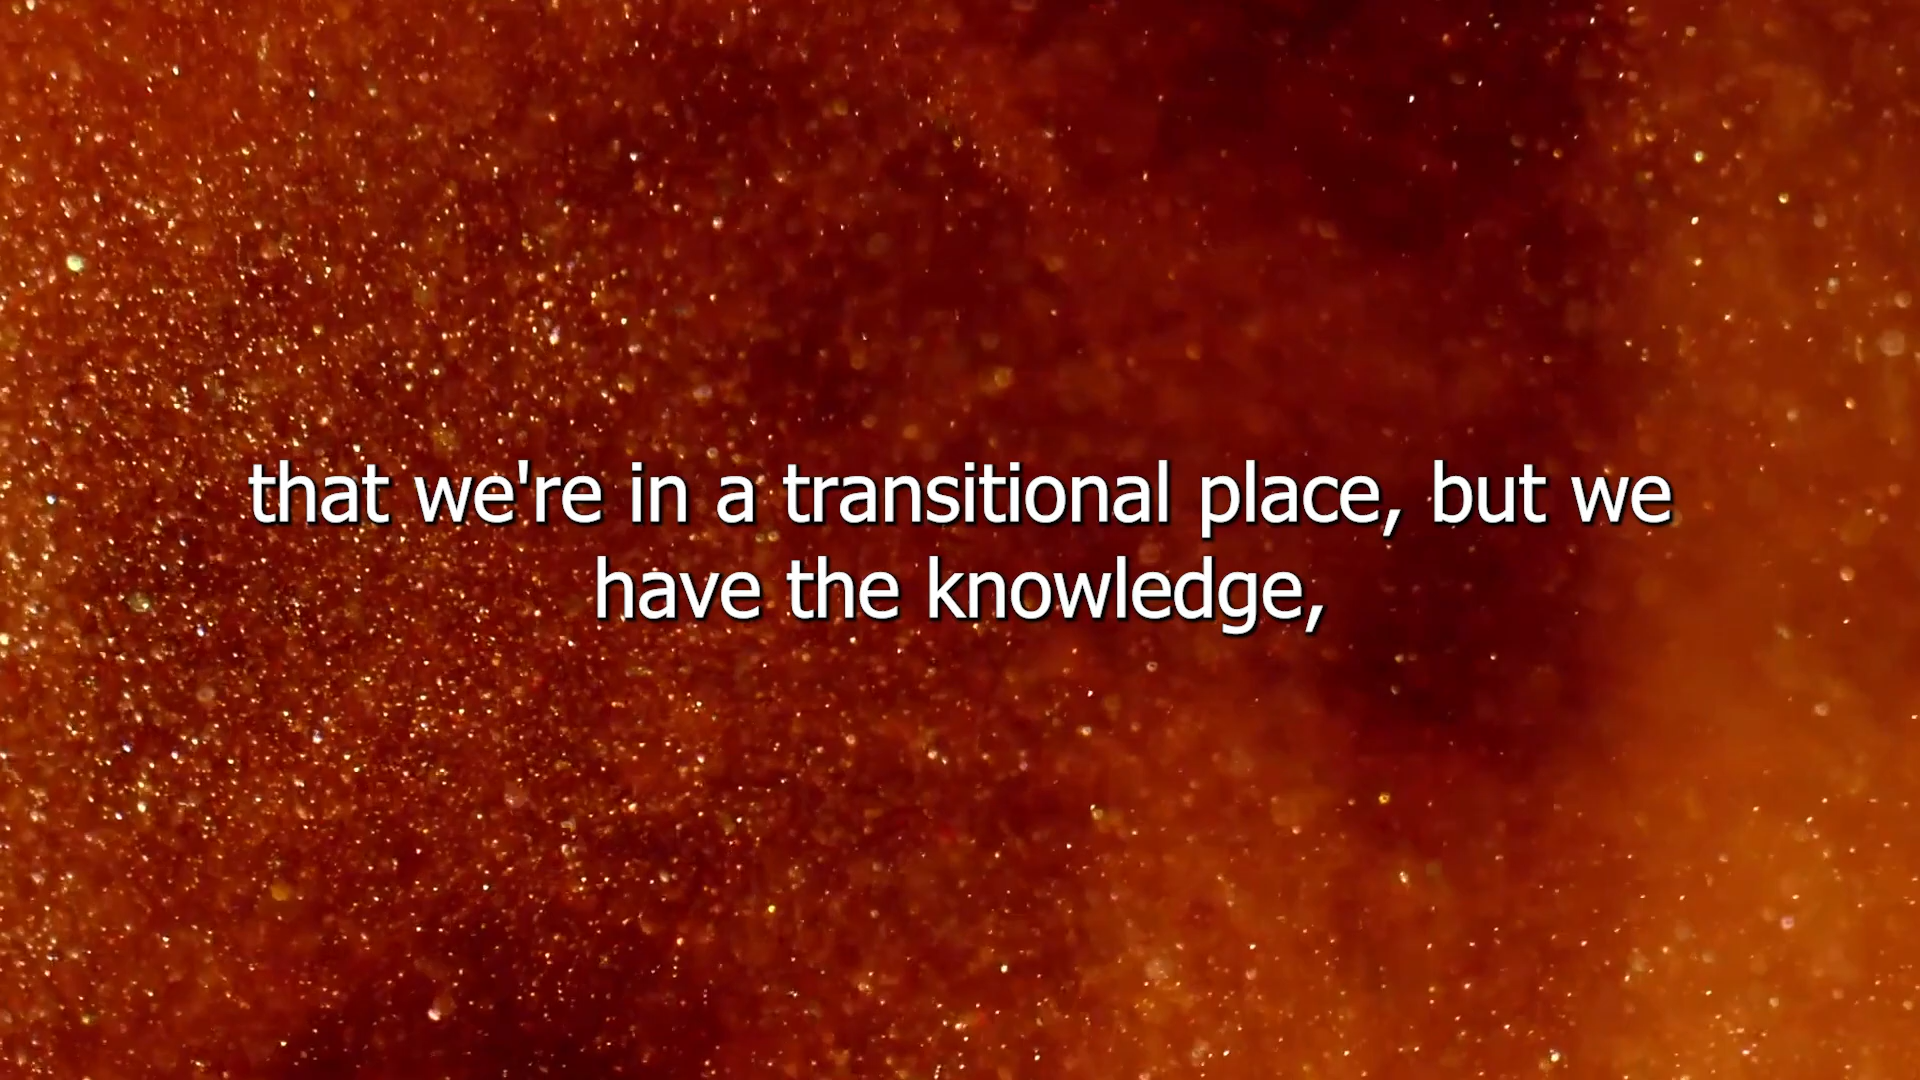 that we're in a transitional place, but we
have the knowledge,